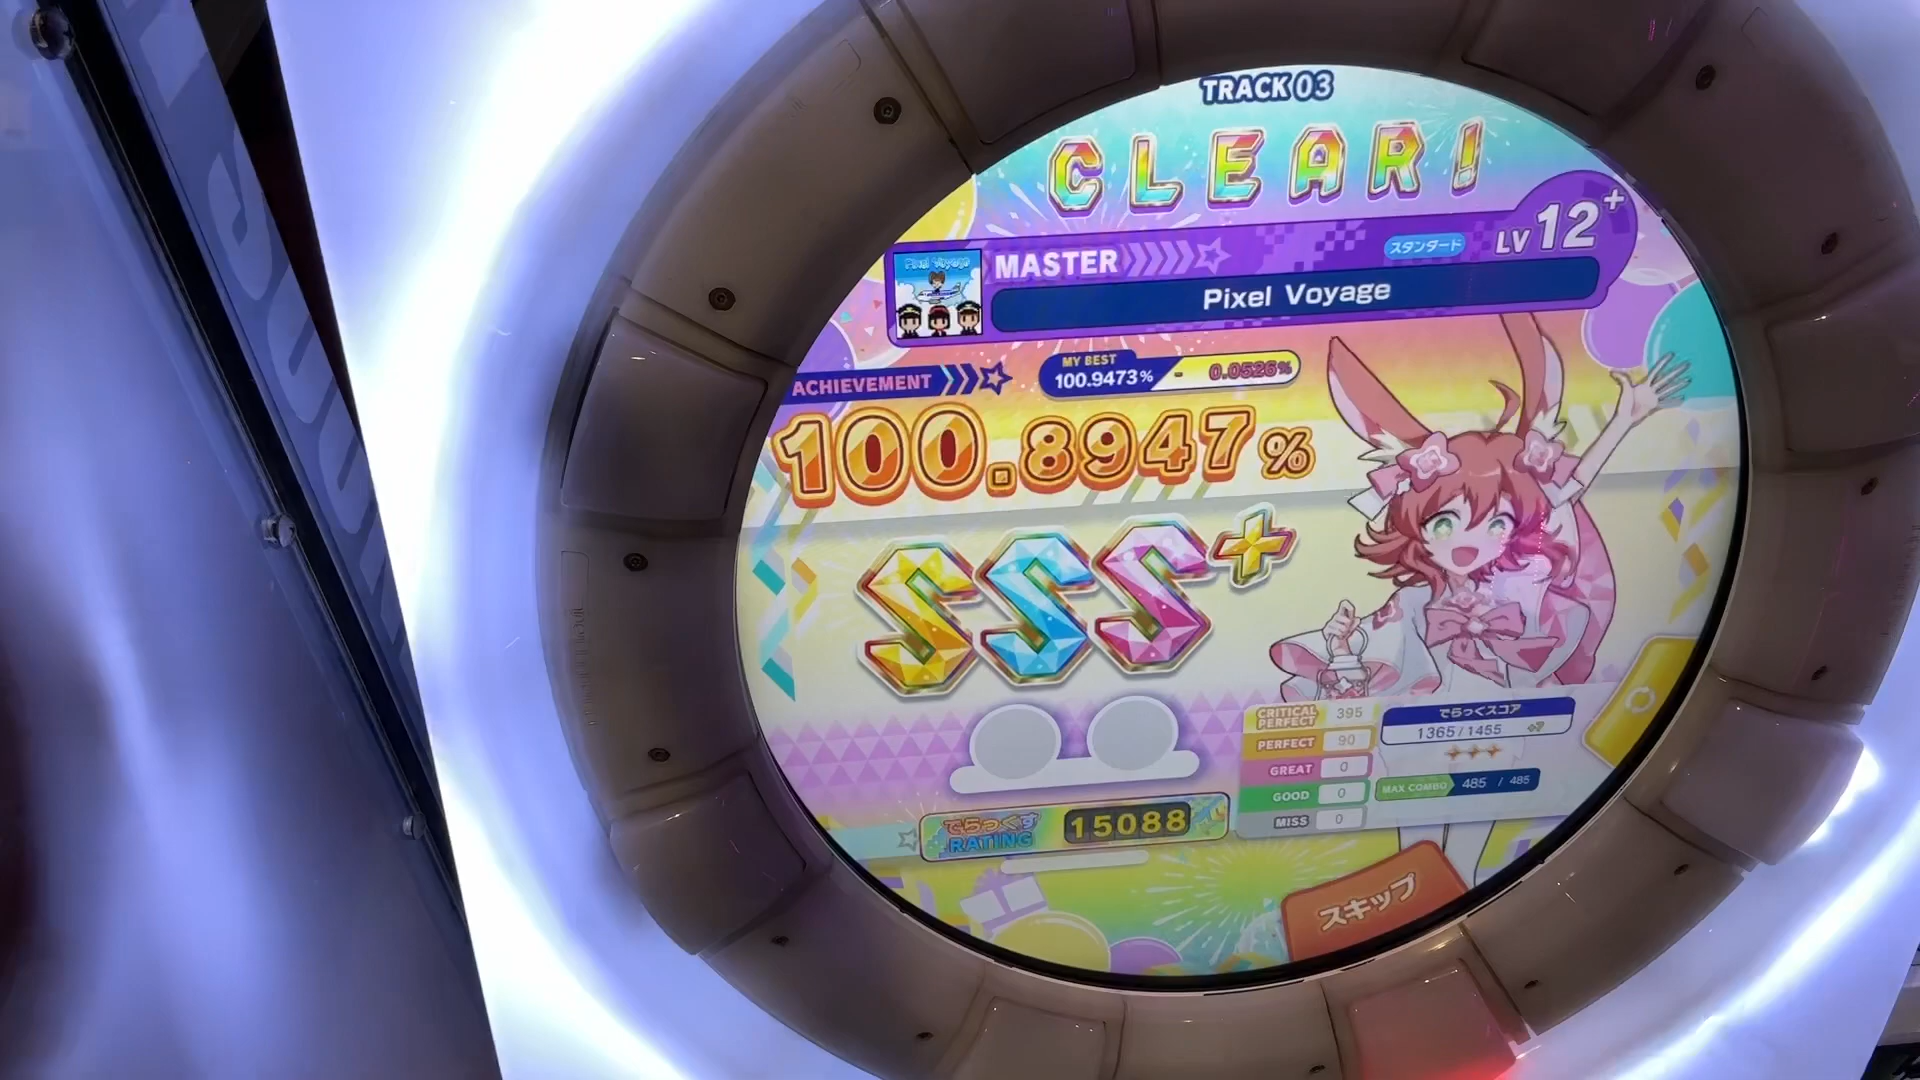 TRACK 03
CLEAR!
MASTER
スタンダード
LV 12+
Pixel Voyage
Pixel Voyage
ACHIEVEMENT
MY BEST
100.9473% - 0.0526%
100.8947%
SSS+
CRITICAL PERFECT 395
PERFECT 90
GREAT 0
GOOD 0
MISS 0
でらっくスコア
1365/1455
MAX COMBO 485 / 485
でらっくす
RATING 15088
スキップ